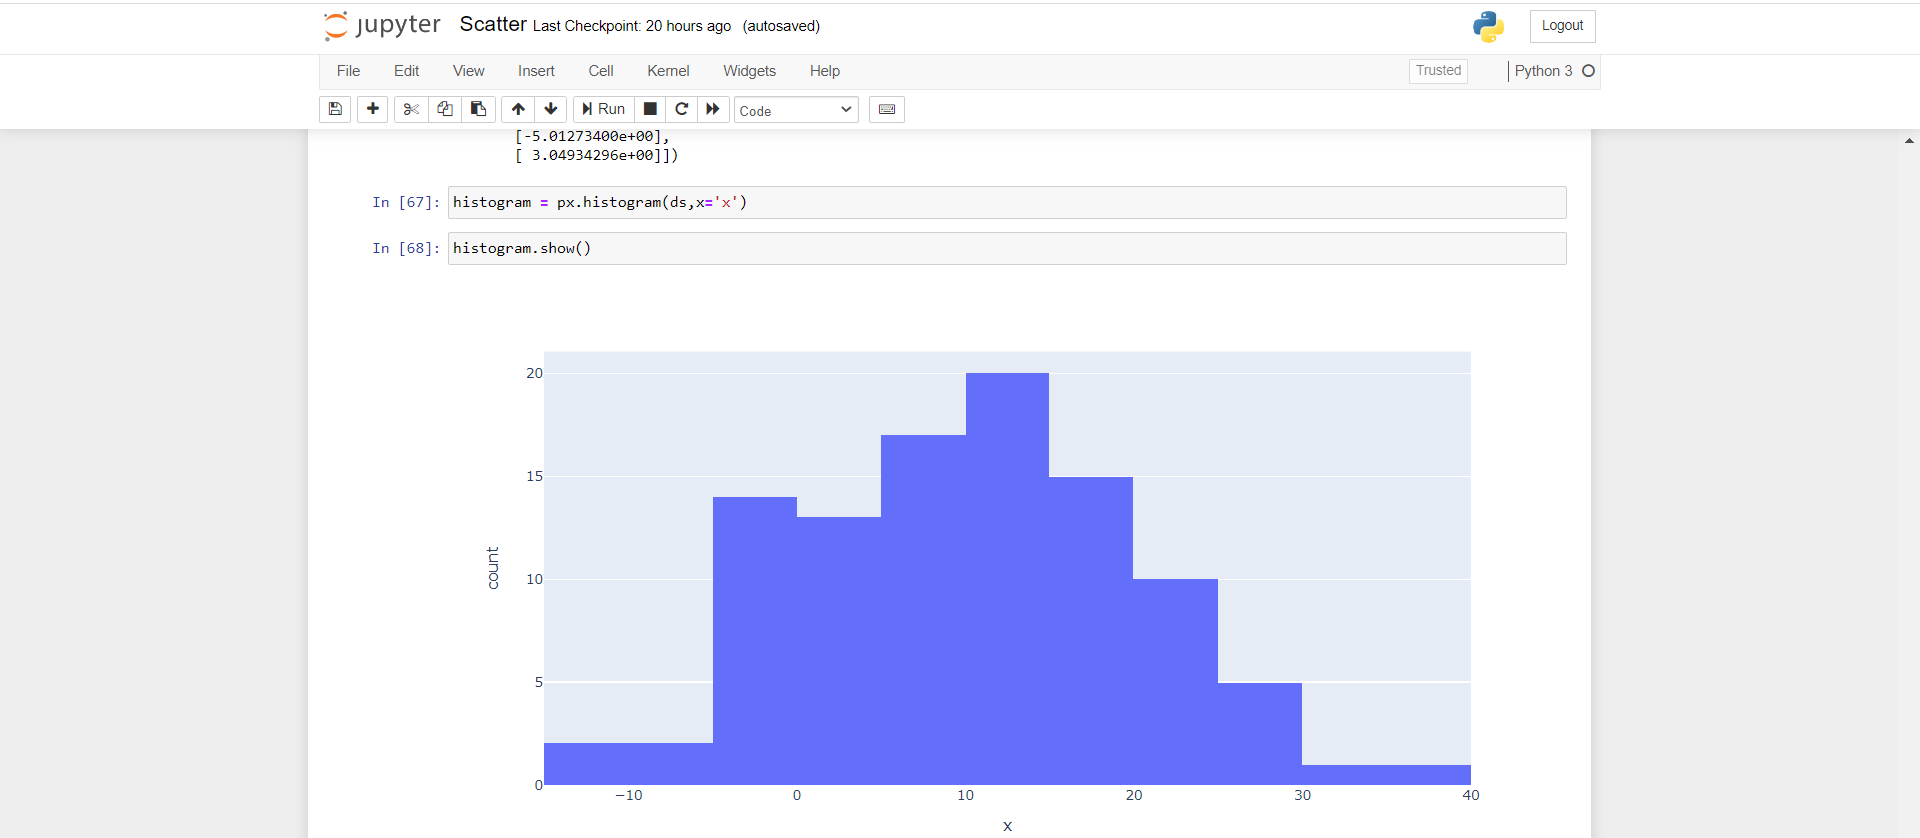 jupyter Scatter Last Checkpoint: 20 hours ago (autosaved)
Logout
File Edit View Insert Cell Kernel Widgets Help
Trusted
Python 3
Run
Code
[-5.01273400e+00],
[ 3.04934296e+00]])
In [67]: histogram = px.histogram(ds,x='x')
In [68]: histogram.show()
20
15
10
5
0
count
−10 0 10 20 30 40
x